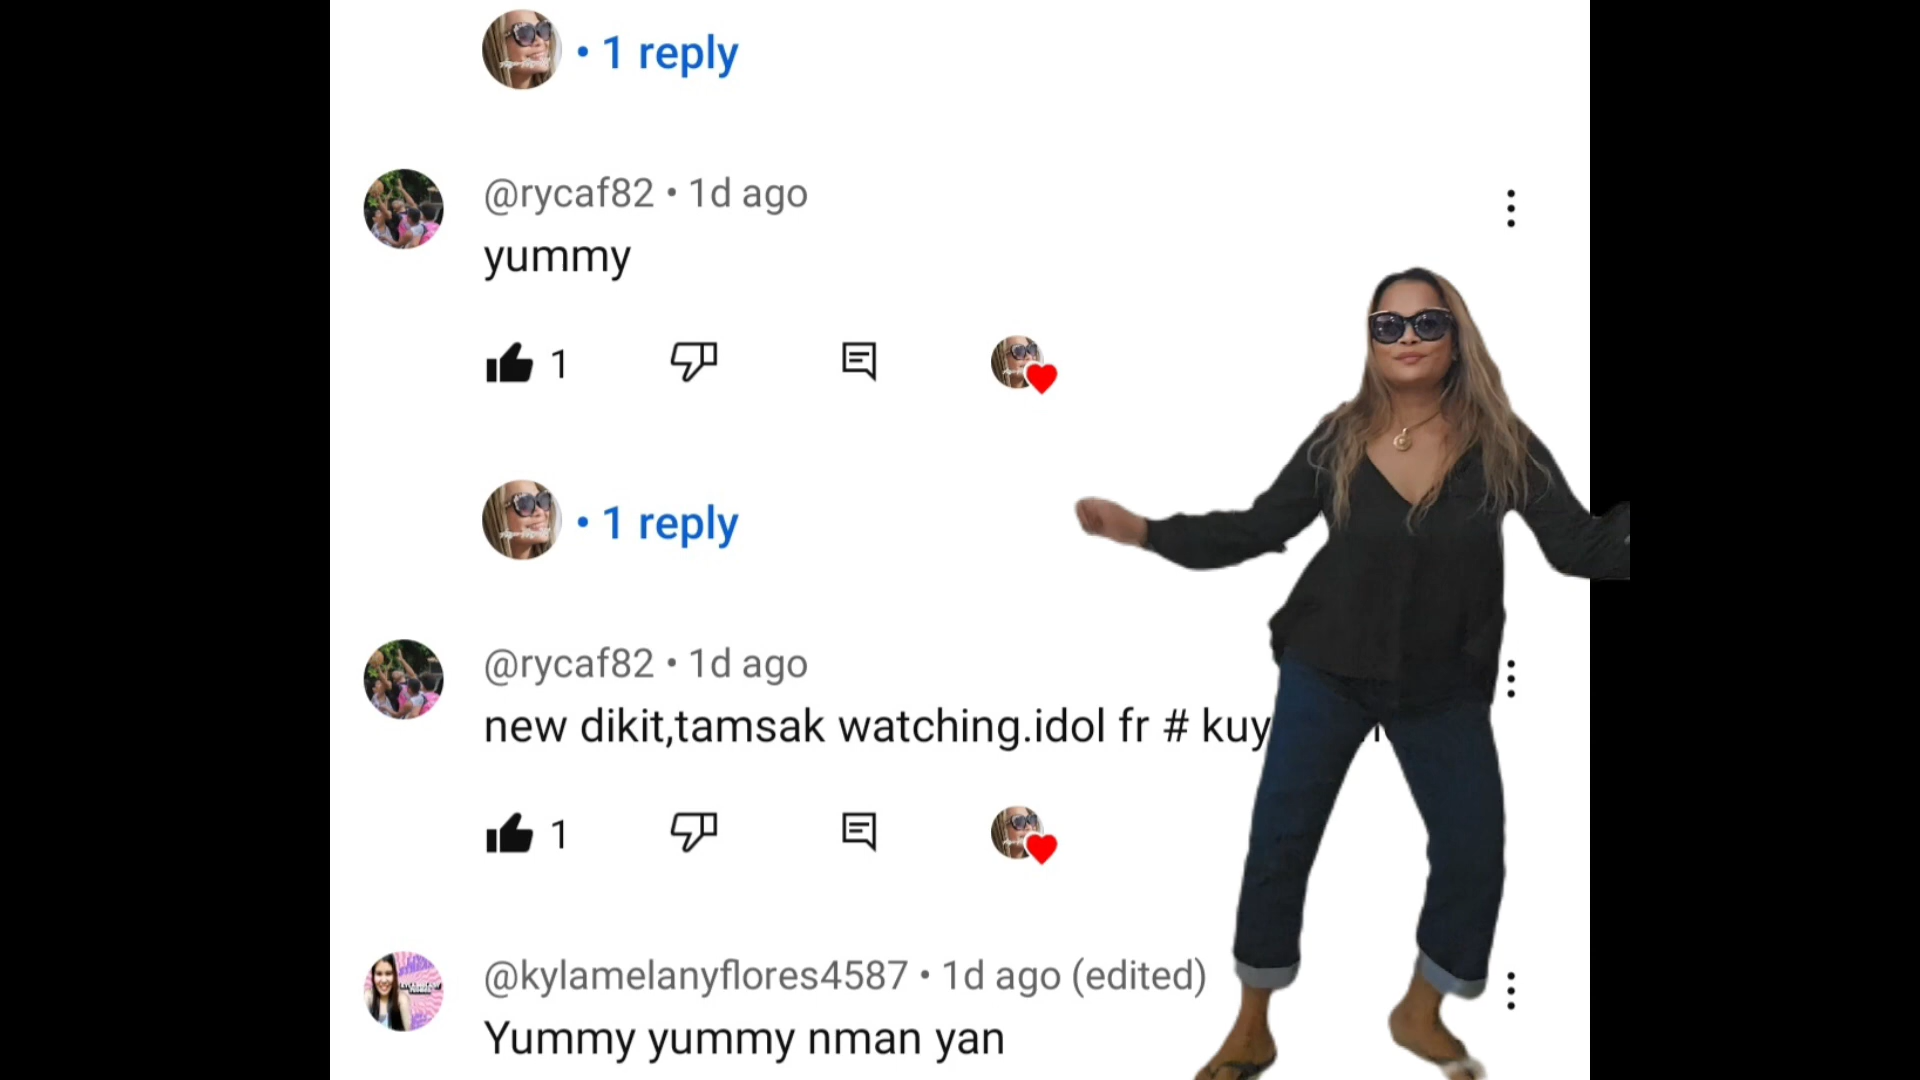 • 1 reply
@rycaf82 • 1d ago
yummy
1
• 1 reply
@rycaf82 • 1d ago
new dikit,tamsak watching.idol fr # kuy
1
@kylamelanyflores4587 • 1d ago (edited)
Yummy yummy nman yan